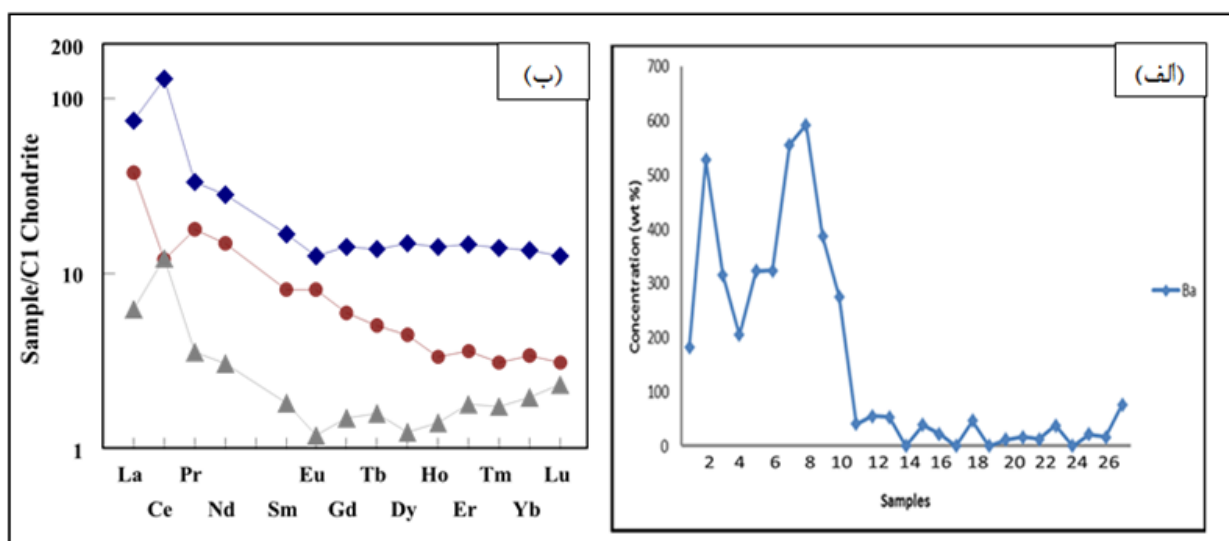 (ب)
200
100
10
1
Sample/C1 Chondrite
La Pr Eu Tb Ho Tm Lu
Ce Nd Sm Gd Dy Er Yb
(ألف)
700
600
500
400
300
200
100
0
Concentration (wt %)
2 4 6 8 10 12 14 16 18 20 22 24 26
Samples
Ba